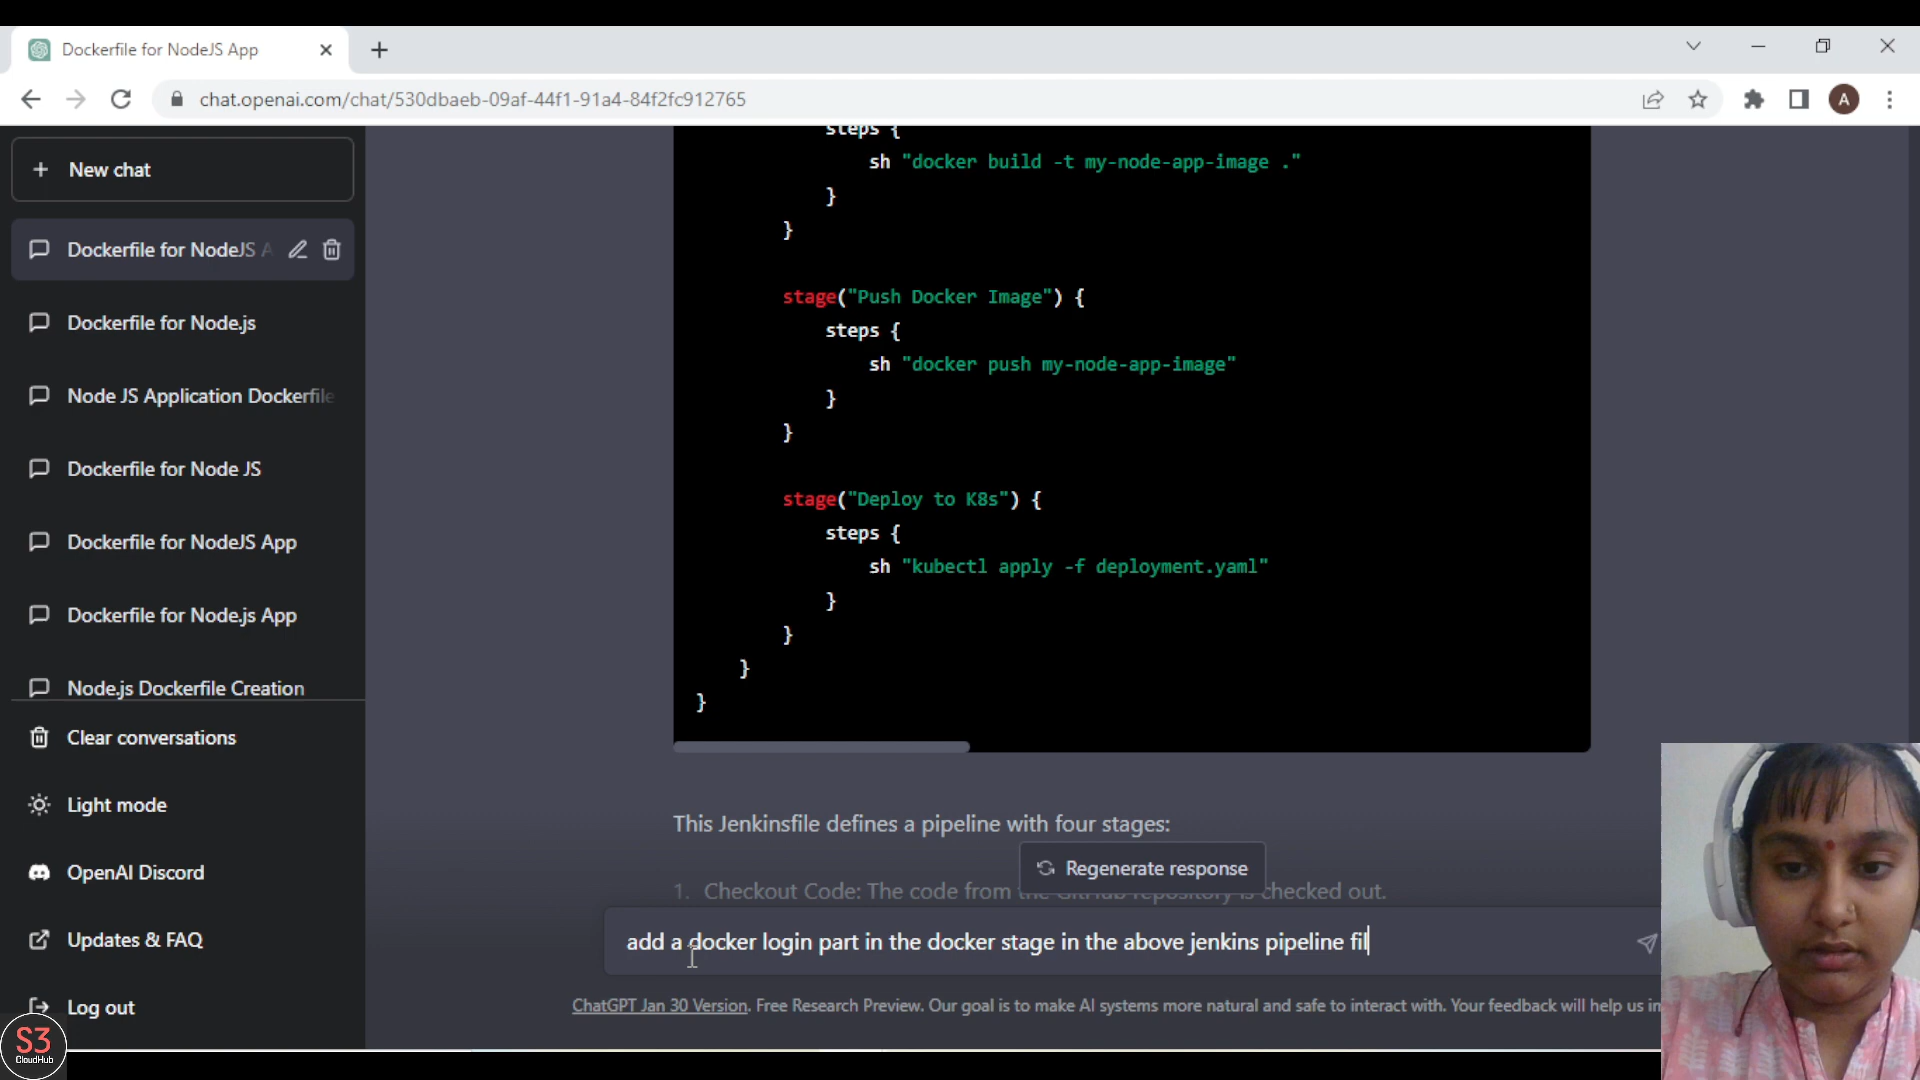 Dockerfile for NodeJS App
chat.openai.com/chat/530dbaeb-09af-44f1-91a4-84f2fc912765
A
New chat
Dockerfile for NodeJS A
Dockerfile for Node.js
Node JS Application Dockerfile
Dockerfile for Node JS
Dockerfile for NodeJS App
Dockerfile for Node.js App
Node.js Dockerfile Creation
Clear conversations
Light mode
OpenAI Discord
Updates & FAQ
Log out
S3
CloudHub
steps {
sh "docker build -t my-node-app-image ."
}
}
stage("Push Docker Image") {
steps {
sh "docker push my-node-app-image"
}
}
stage("Deploy to K8s") {
steps {
sh "kubectl apply -f deployment.yaml"
}
}
}
}
This Jenkinsfile defines a pipeline with four stages:
Regenerate response
1. Checkout Code: The code from the GitHub repository is checked out.
add a docker login part in the docker stage in the above jenkins pipeline fil
ChatGPT Jan 30 Version. Free Research Preview. Our goal is to make AI systems more natural and safe to interact with. Your feedback will help us